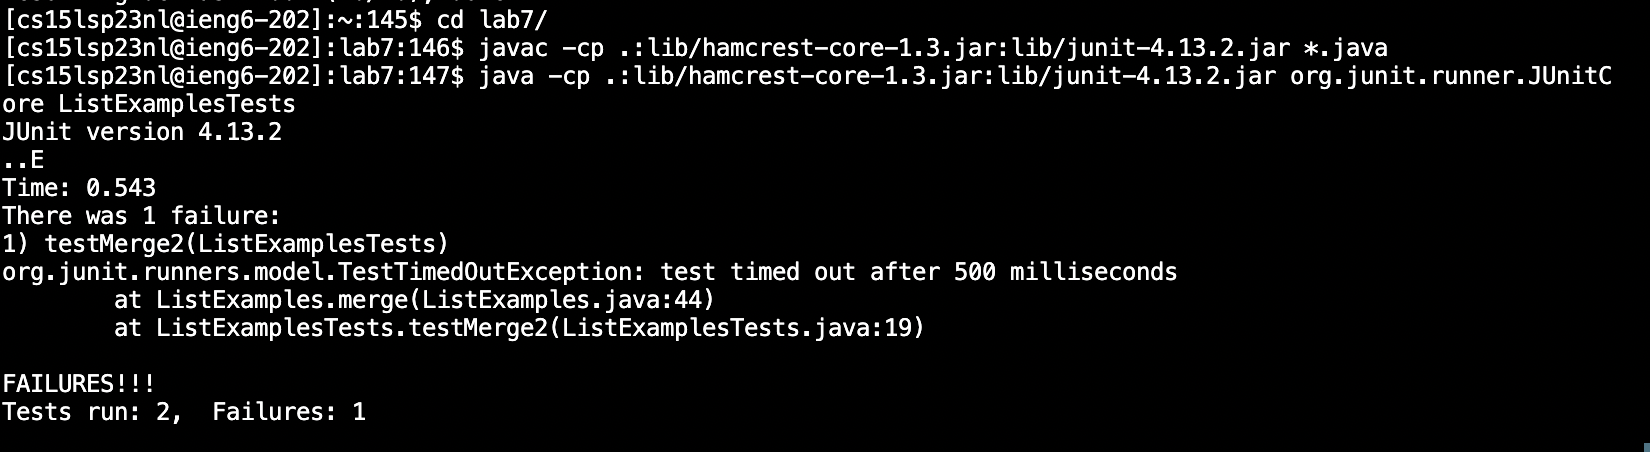 [cs15lsp23nl@ieng6-202]:~:145$ cd lab7/
[cs15lsp23nl@ieng6-202]:lab7:146$ javac -cp .:lib/hamcrest-core-1.3.jar:lib/junit-4.13.2.jar *.java
[cs15lsp23nl@ieng6-202]:lab7:147$ java -cp .:lib/hamcrest-core-1.3.jar:lib/junit-4.13.2.jar org.junit.runner.JUnitC
ore ListExamplesTests
JUnit version 4.13.2
..E
Time: 0.543
There was 1 failure:
1) testMerge2(ListExamplesTests)
org.junit.runners.model.TestTimedOutException: test timed out after 500 milliseconds
        at ListExamples.merge(ListExamples.java:44)
        at ListExamplesTests.testMerge2(ListExamplesTests.java:19)

FAILURES!!!
Tests run: 2,  Failures: 1